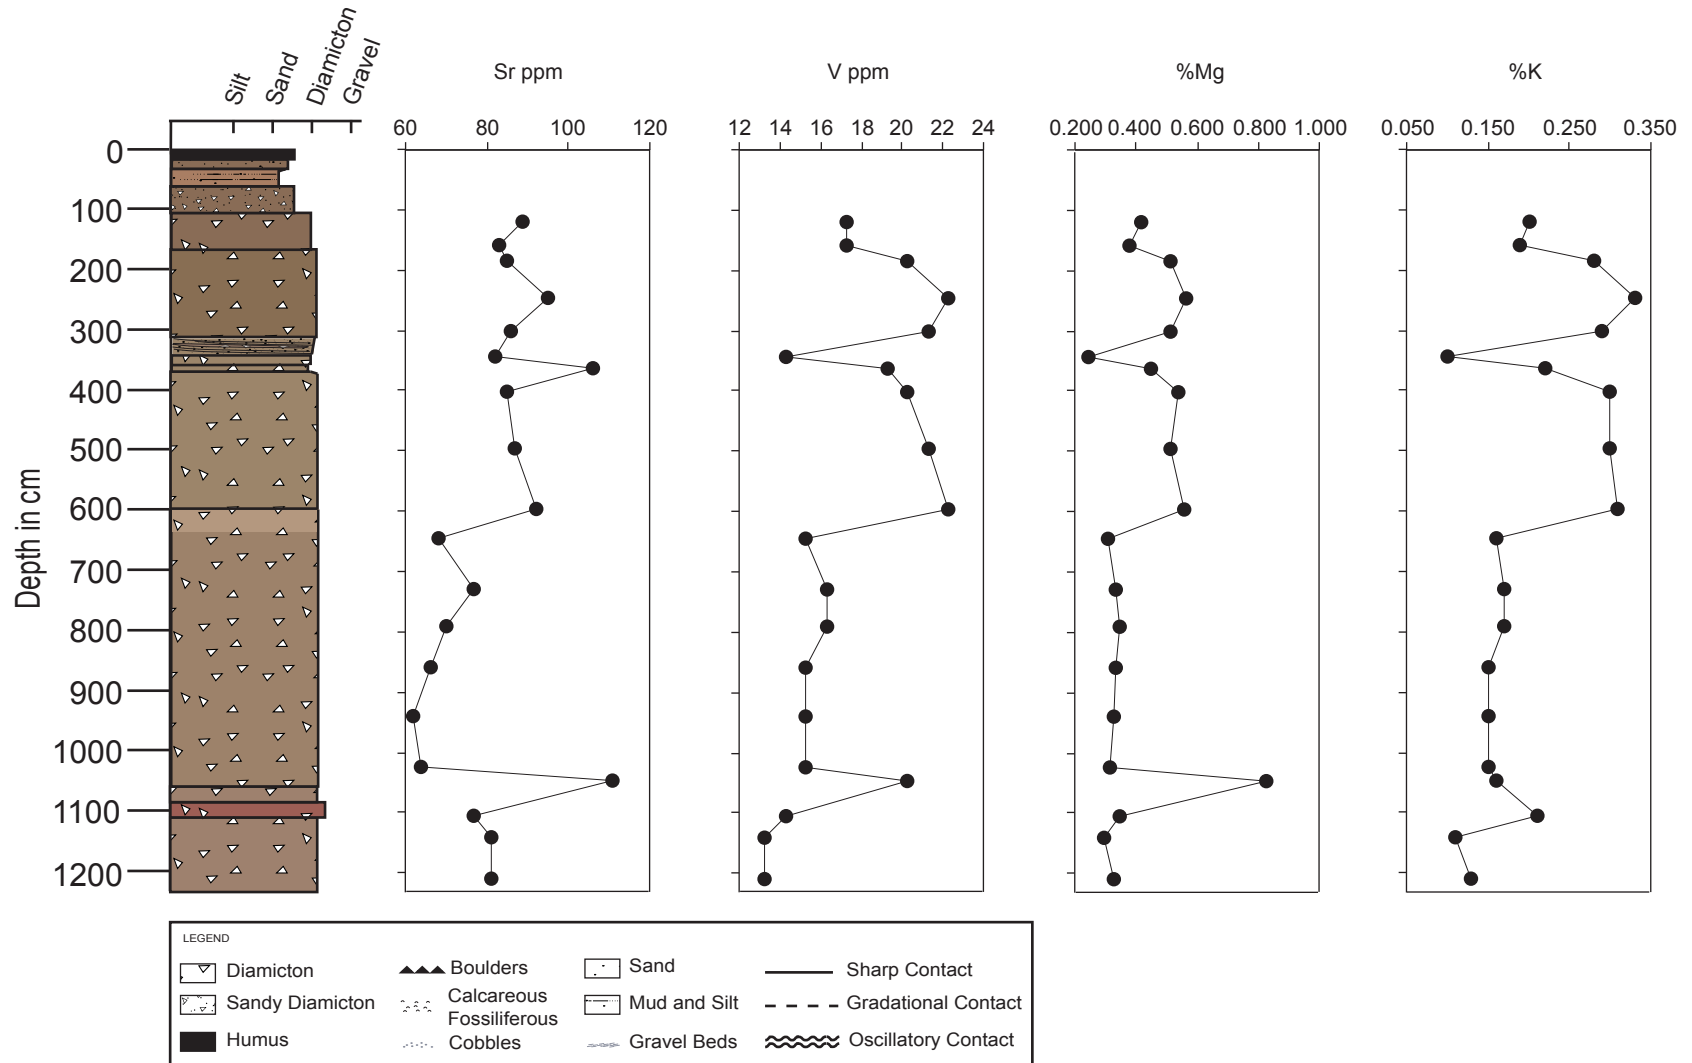 Silt Sand Diamicton Gravel
Sr ppm V ppm %Mg %K
60 80 100 120 12 14 16 18 20 22 24 0.200 0.400 0.600 0.800 1.000 0.050 0.150 0.250 0.350
0
100
200
300
400
500
600
700
800
900
1000
1100
1200
Depth in cm
LEGEND
Diamicton Boulders Sand Sharp Contact
Sandy Diamicton Calcareous Mud and Silt Gradational Contact
Fossiliferous
Humus Cobbles Gravel Beds Oscillatory Contact